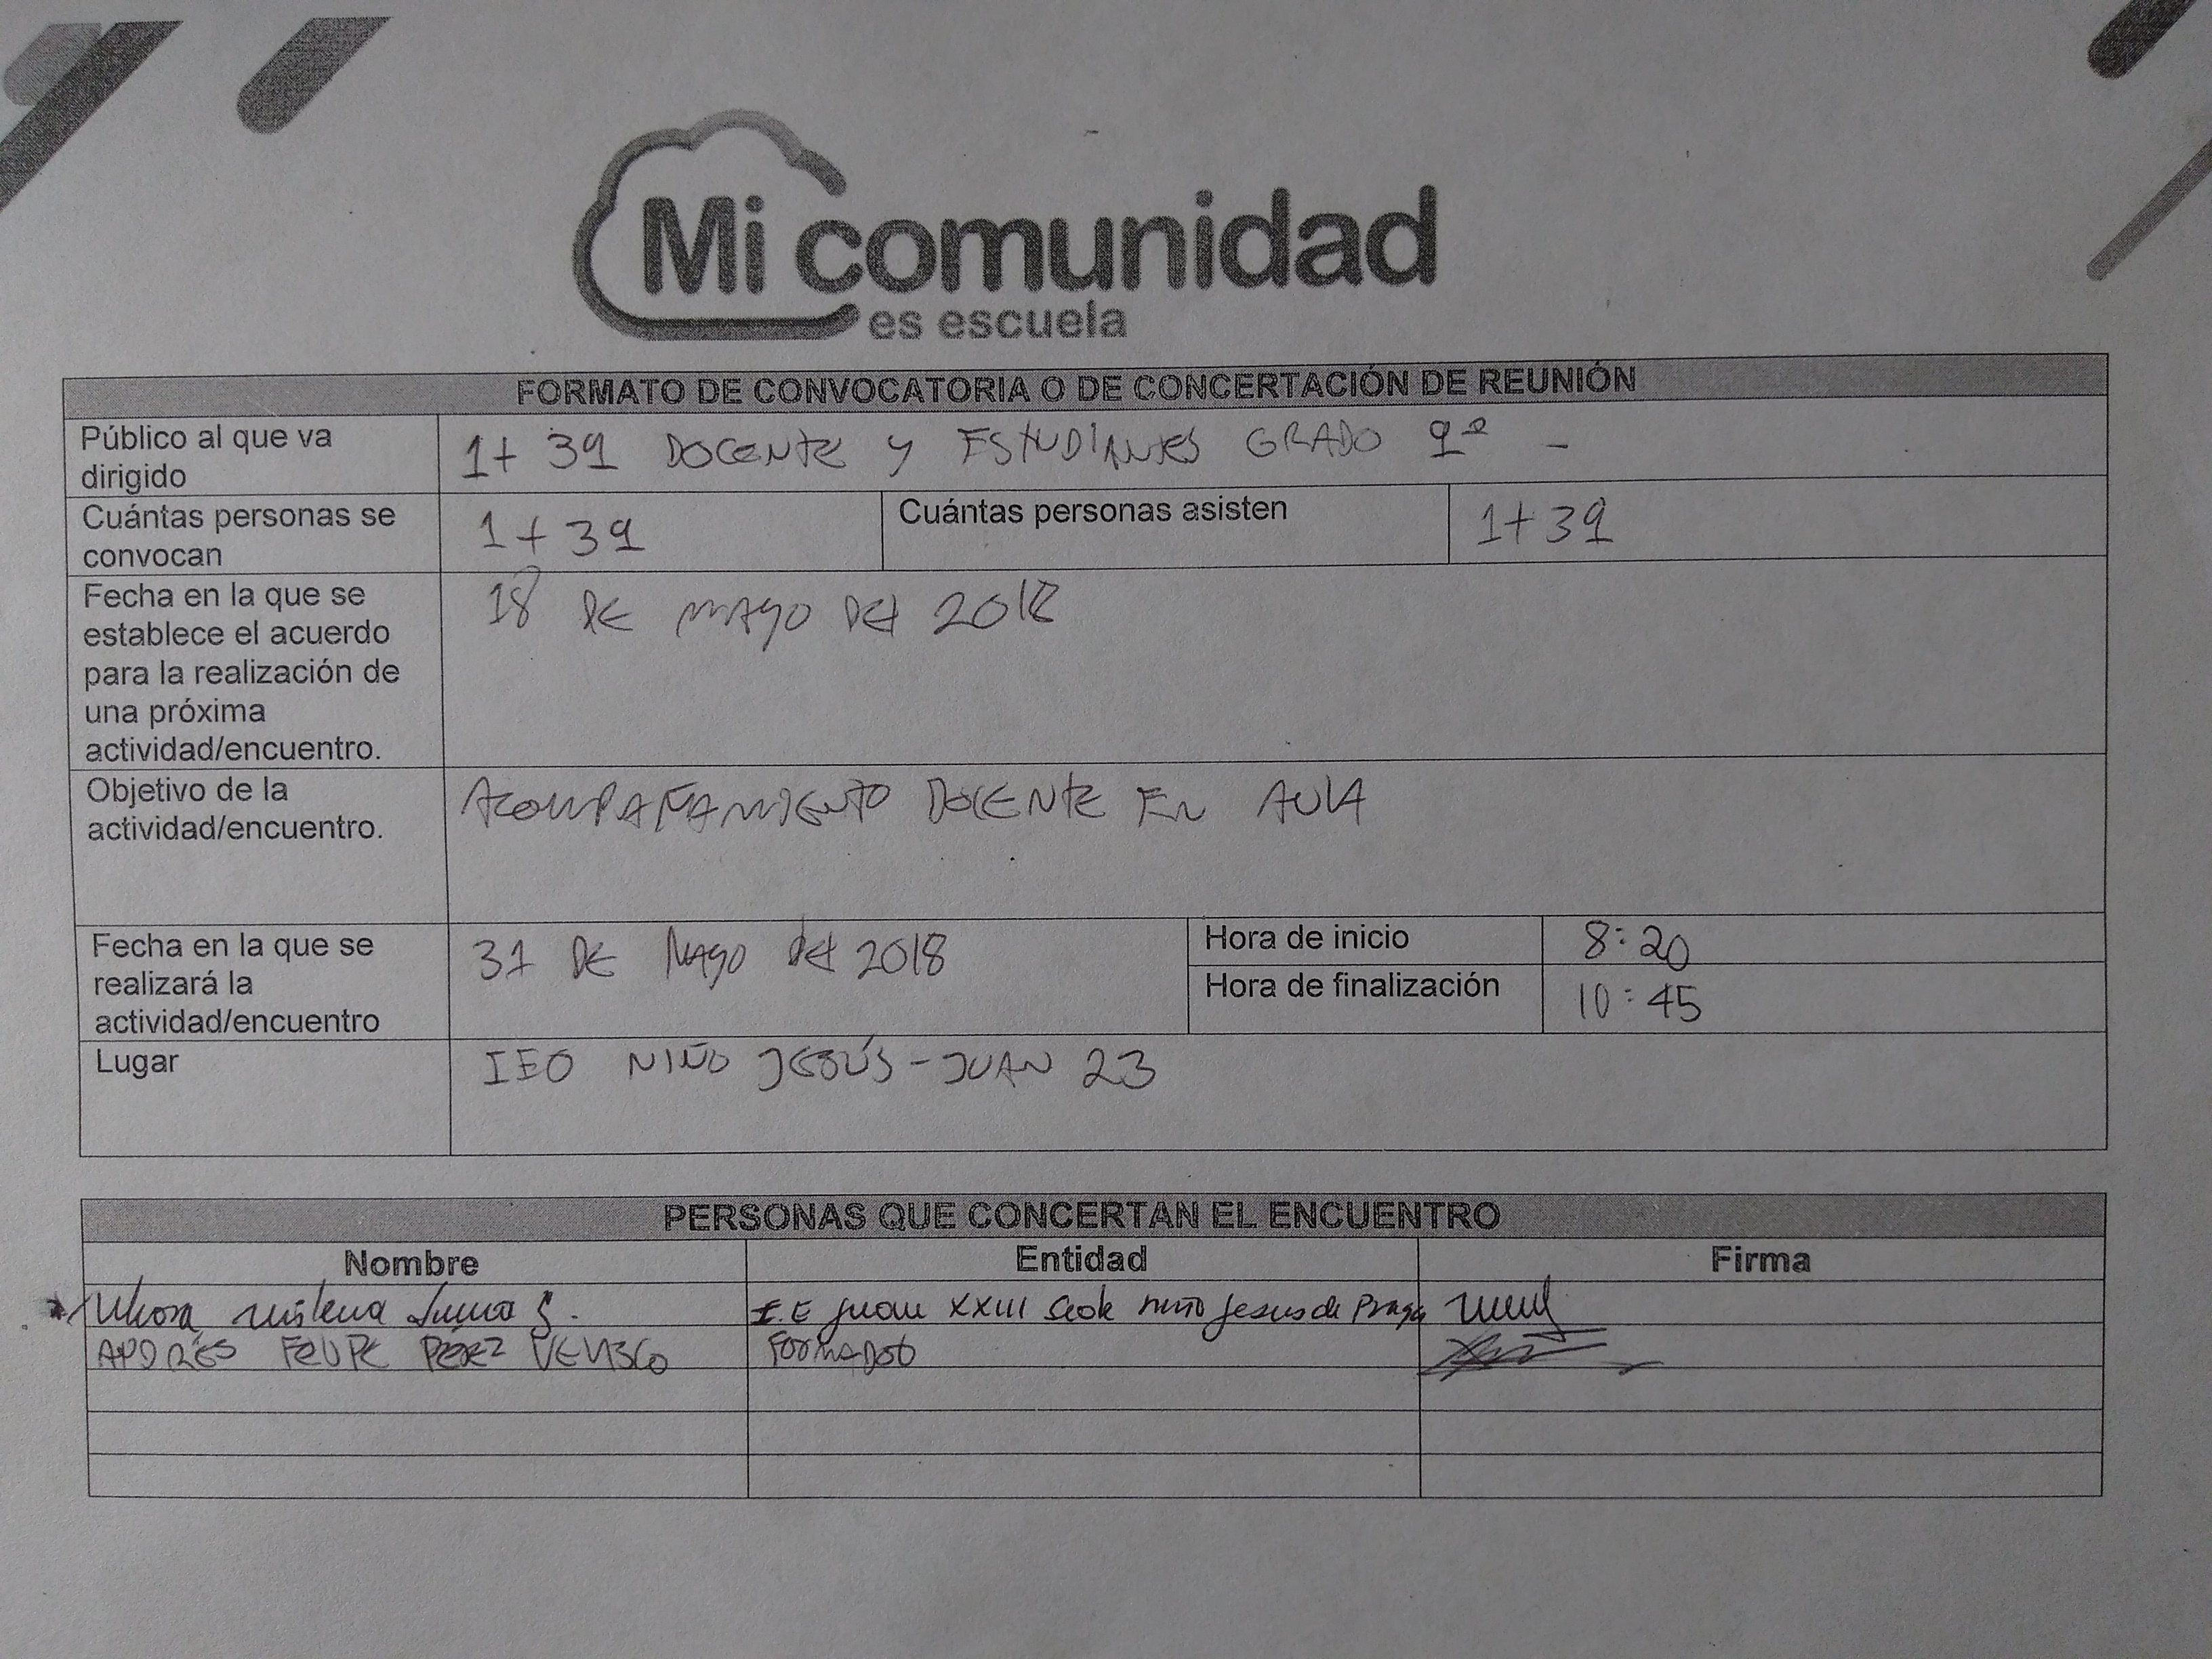 Mi comunidad
es escuela
FORMATO DE CONVOCATORIA O DE CONCERTACIÓN DE REUNIÓN
Público al que va
dirigido
1+ 39 DOCENTE Y ESTUDIANTES GRADO 9º -
Cuántas personas se
convocan
1+39
Cuántas personas asisten
1+39
Fecha en la que se
establece el acuerdo
para la realización de
una próxima
actividad/encuentro.
18 DE MAYO DEL 2018
Objetivo de la
actividad/encuentro.
ACOMPAÑAMIENTO DOCENTE EN AULA
Fecha en la que se
realizará la
actividad/encuentro
31 DE MAYO DEL 2018
Hora de inicio
8:20
Hora de finalización
10:45
Lugar
IEO NIÑO JESÚS-JUAN 23
PERSONAS QUE CONCERTAN EL ENCUENTRO
Nombre
Entidad
Firma
milena
I.E Juan XXIII Sede niño Jesus de Praga
ANDRÉS FELIPE PÉREZ VELASCO
FORMADOR